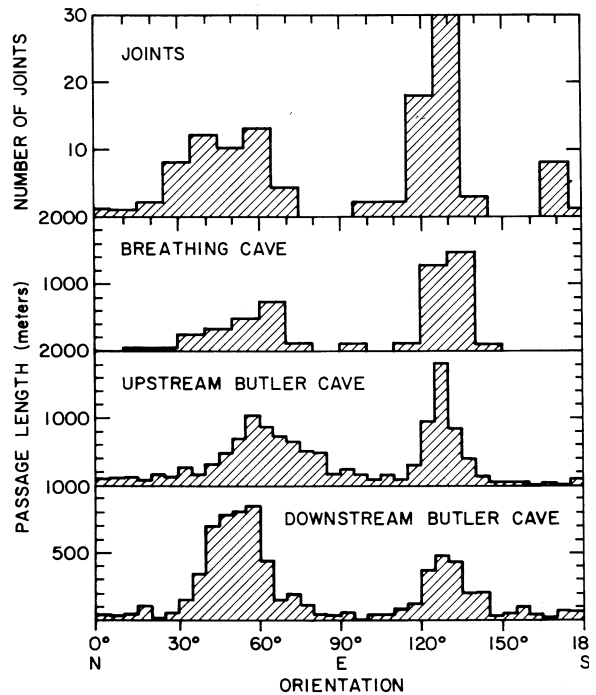 NUMBER OF JOINTS
30
20
10
JOINTS
PASSAGE LENGTH (meters)
2000
1000
BREATHING CAVE
2000
1000
UPSTREAM BUTLER CAVE
1000
500
DOWNSTREAM BUTLER CAVE
0° 30° 60° 90° 120° 150° 18
N E S
ORIENTATION